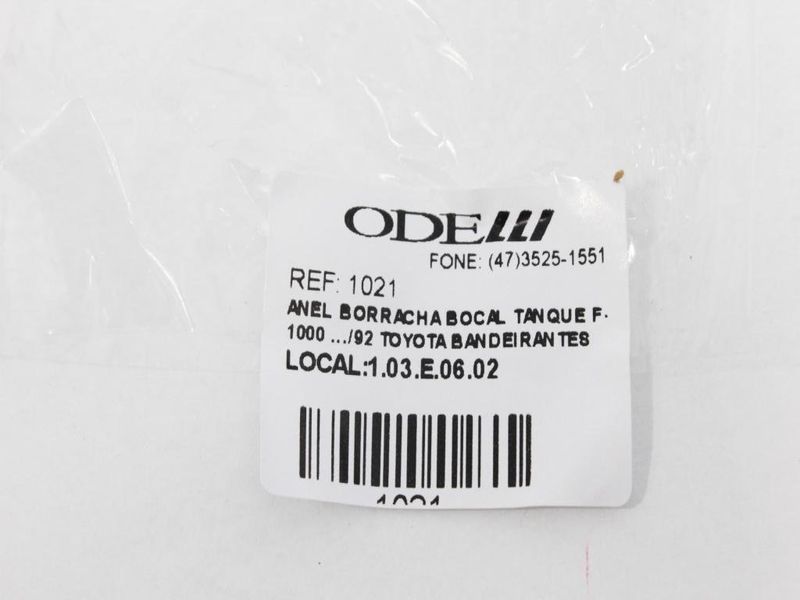 ODELLI
FONE: (47)3525-1551
REF: 1021
ANEL BORRACHA BOCAL TANQUE F-
1000 .../92 TOYOTA BANDEIRANTES
LOCAL:1.03.E.06.02
1021